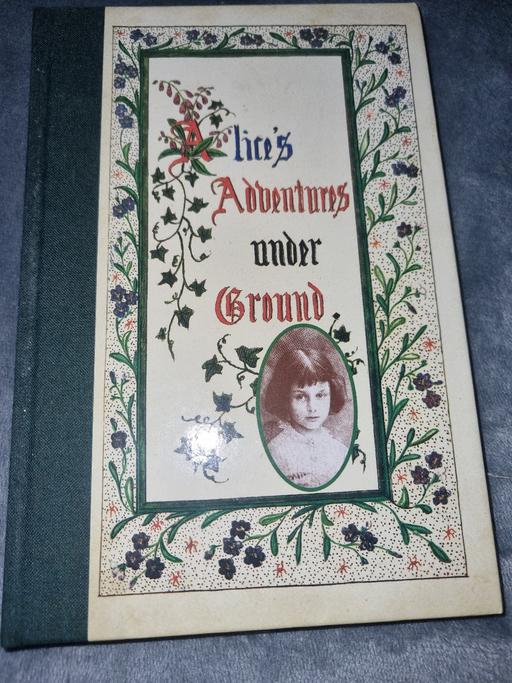 Alice's
Adventures
under
Ground